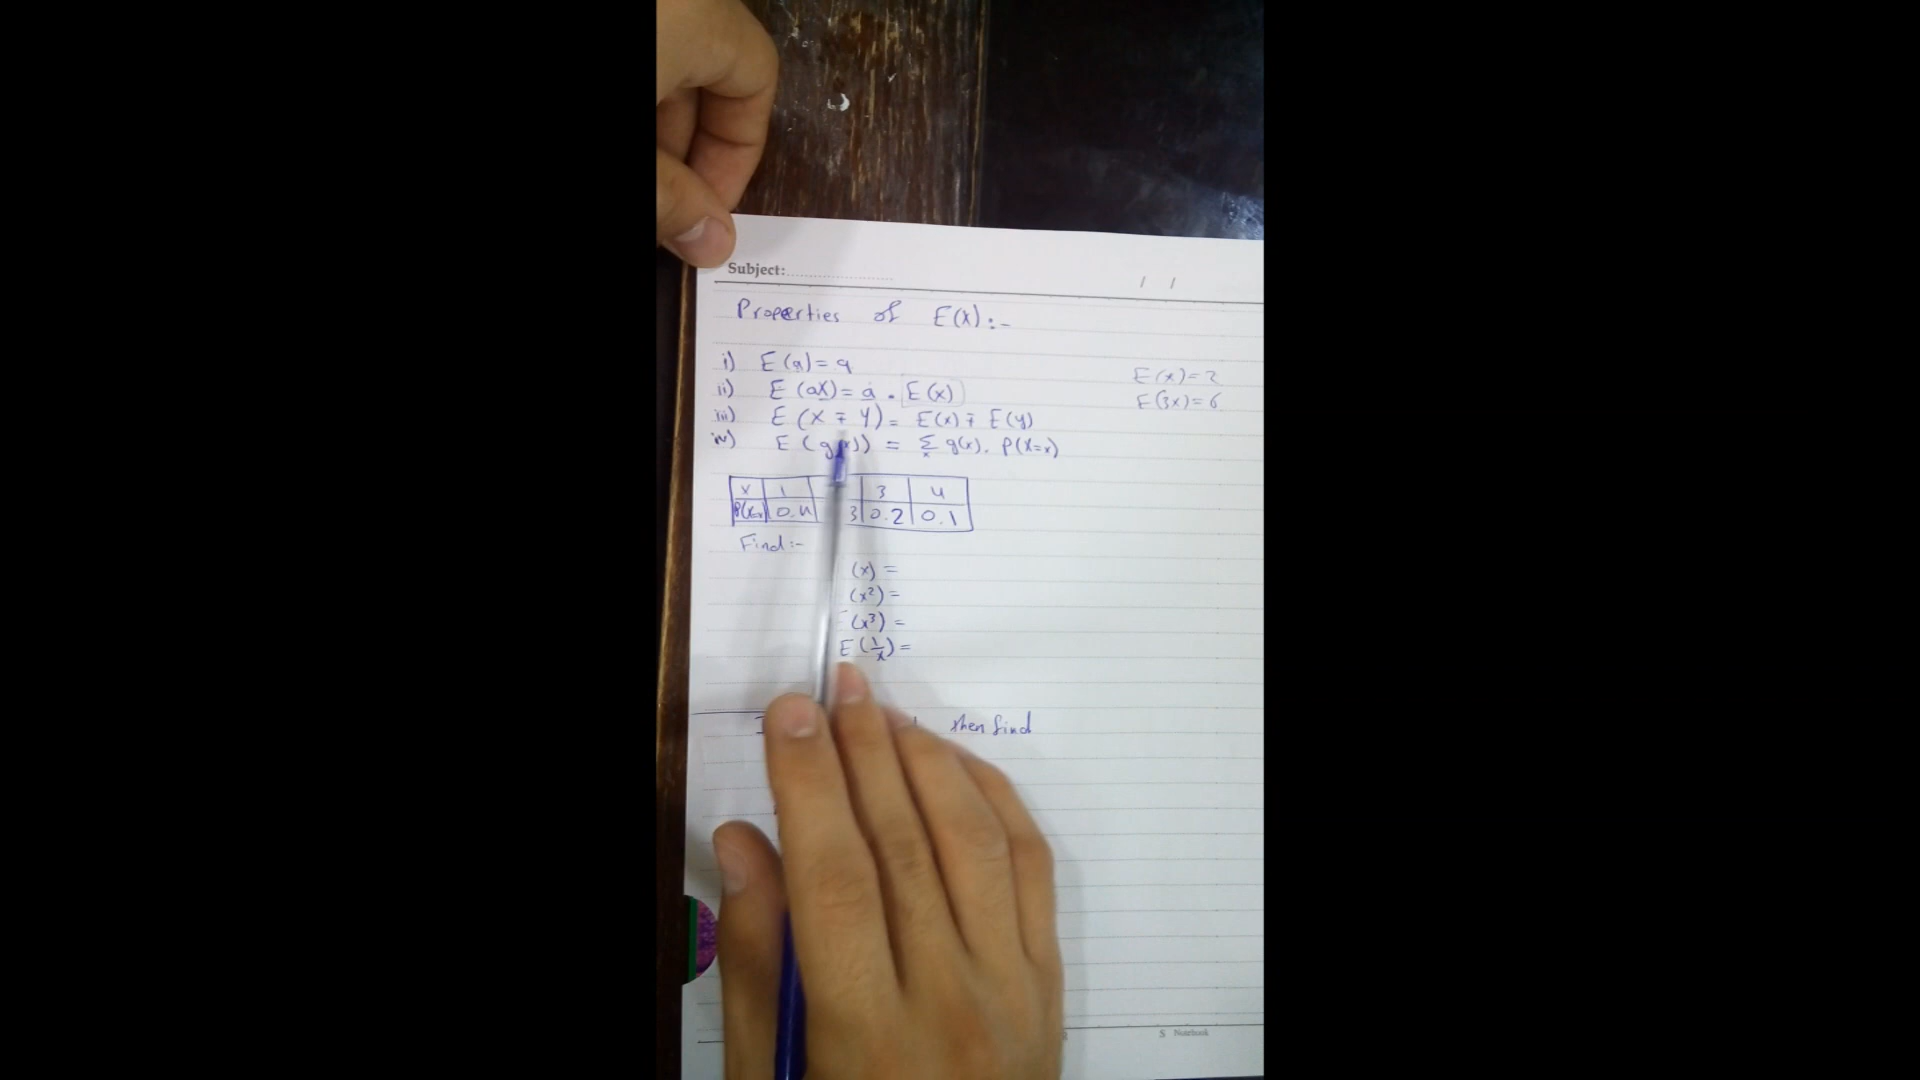 Subject:
/ /
Properties of E(x):-
i) E(a) = a
ii) E(aX) = a . E(x)
iii) E(X ∓ Y) = E(x) ∓ E(y)
iv) E(g(x)) = Σx g(x). P(X=x)
E(x) = 2
E(3x) = 6
X 1 3 4
P(X=x) 0.4 3 0.2 0.1
Find:-
(x) =
(x²) =
(x³) =
E(1/x) =
then find
S Notebook